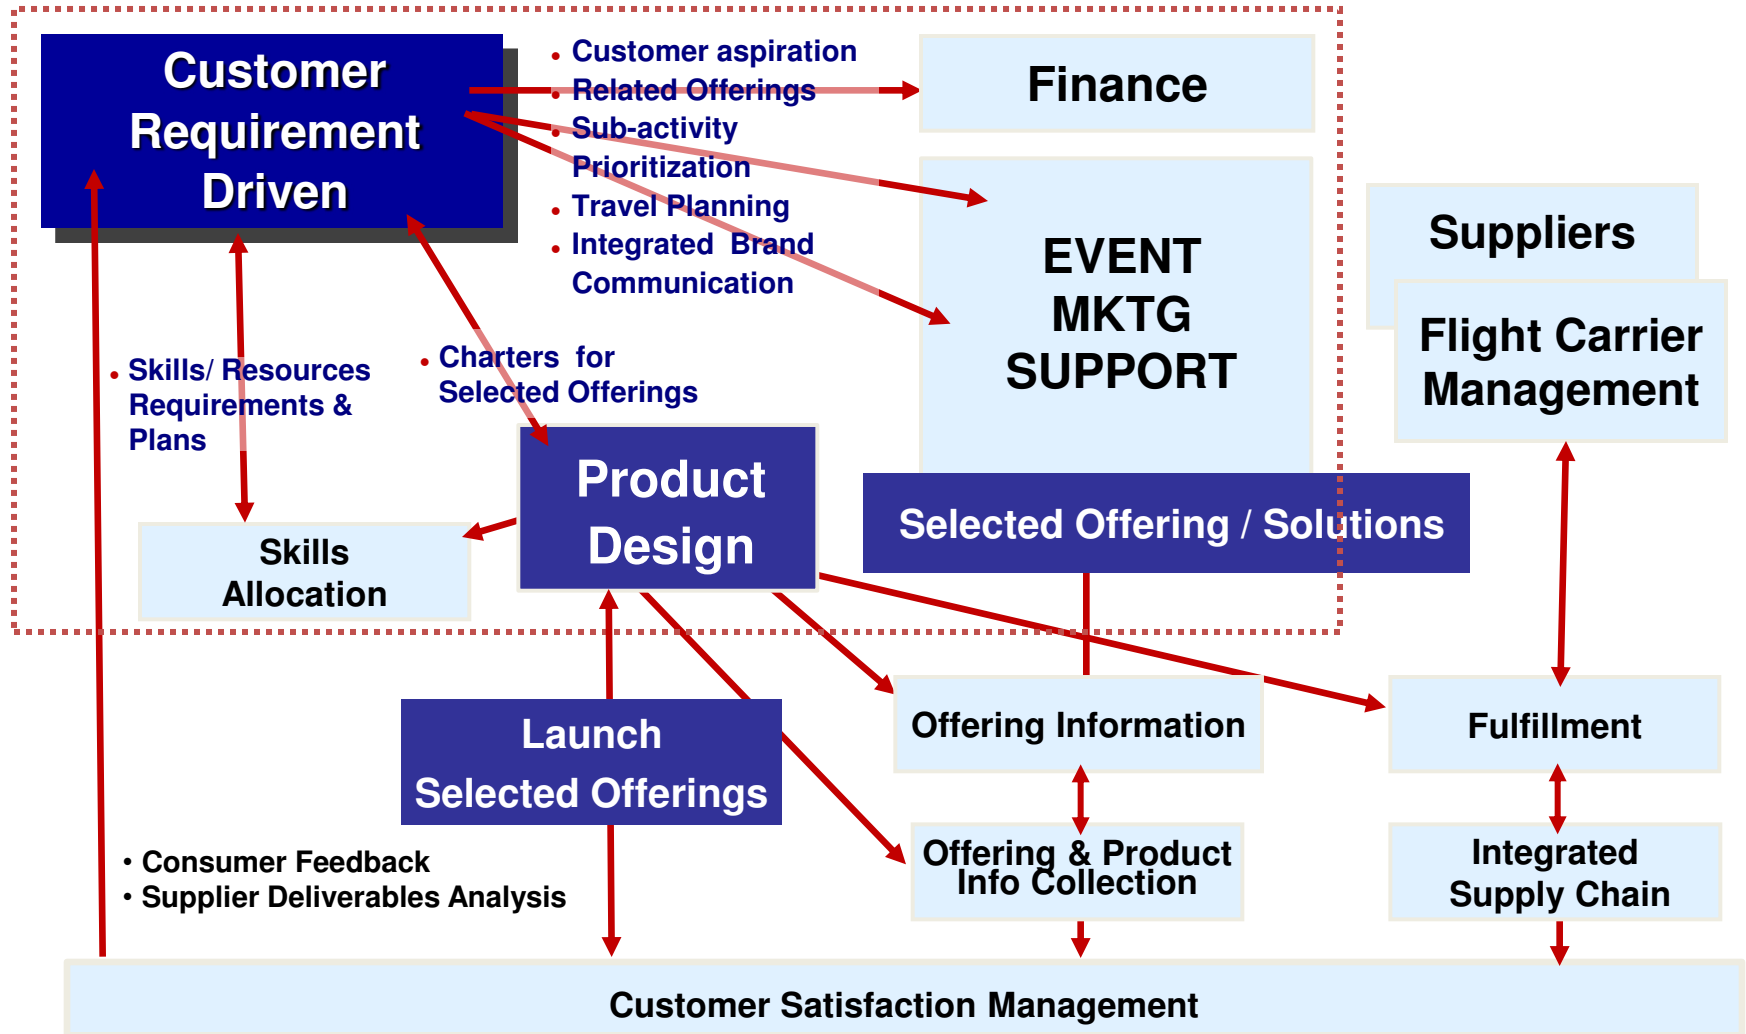 Customer
Requirement
Driven
• Customer aspiration
• Related Offerings
• Sub-activity
Prioritization
• Travel Planning
• Integrated Brand
Communication
Finance
EVENT
MKTG
SUPPORT
Suppliers
Flight Carrier
Management
• Skills/ Resources
Requirements &
Plans
• Charters for
Selected Offerings
Product
Design
Selected Offering / Solutions
Skills
Allocation
Launch
Selected Offerings
Offering Information
Fulfillment
• Consumer Feedback
• Supplier Deliverables Analysis
Offering & Product
Info Collection
Integrated
Supply Chain
Customer Satisfaction Management